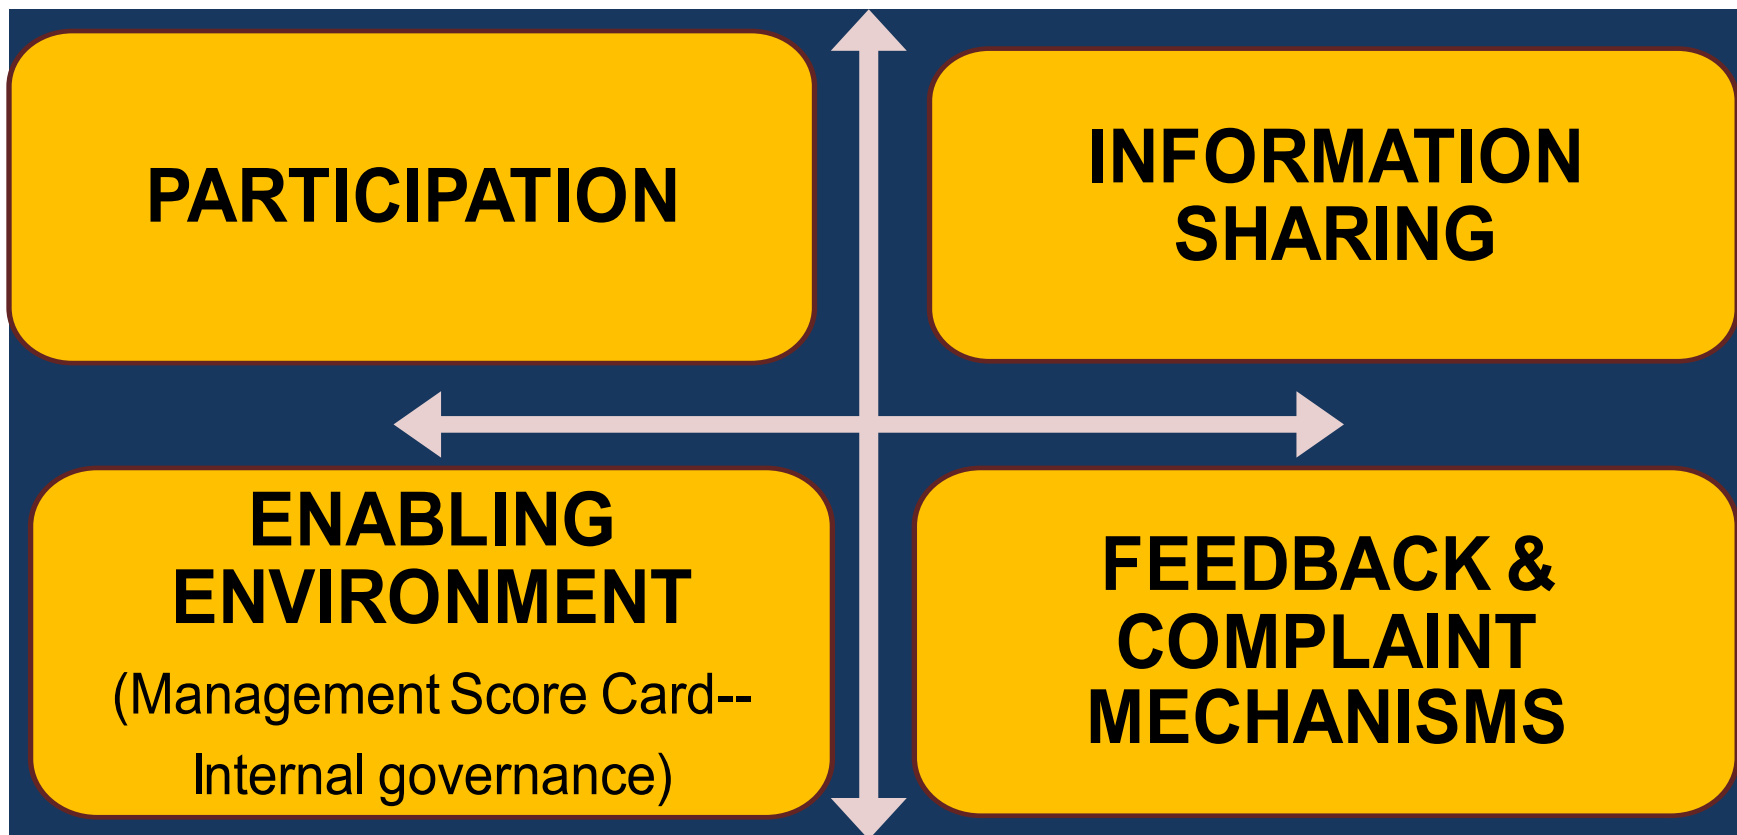 PARTICIPATION
INFORMATION
SHARING
ENABLING
ENVIRONMENT
(Management Score Card--
Internal governance)
FEEDBACK &
COMPLAINT
MECHANISMS